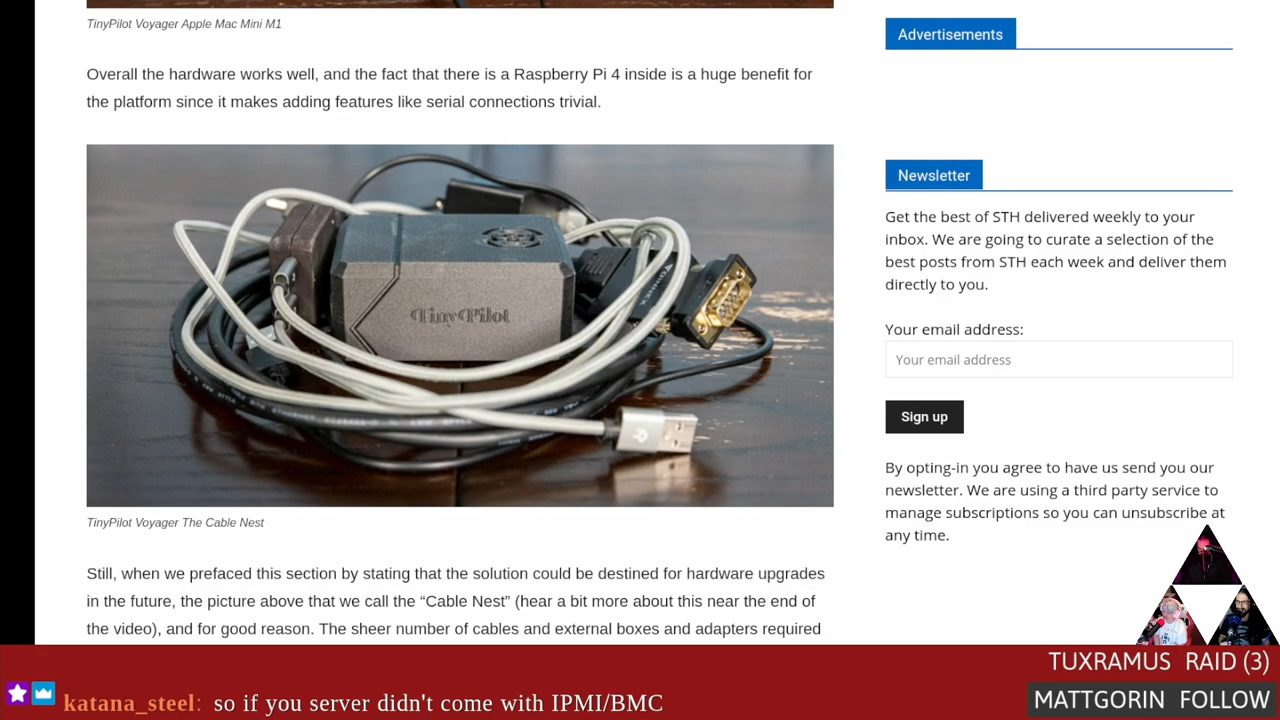 TinyPilot Voyager Apple Mac Mini M1
Overall the hardware works well, and the fact that there is a Raspberry Pi 4 inside is a huge benefit for
the platform since it makes adding features like serial connections trivial.
TinyPilot
TinyPilot Voyager The Cable Nest
Still, when we prefaced this section by stating that the solution could be destined for hardware upgrades
in the future, the picture above that we call the “Cable Nest” (hear a bit more about this near the end of
the video), and for good reason. The sheer number of cables and external boxes and adapters required
Advertisements
Newsletter
Get the best of STH delivered weekly to your
inbox. We are going to curate a selection of the
best posts from STH each week and deliver them
directly to you.
Your email address:
Your email address
Sign up
By opting-in you agree to have us send you our
newsletter. We are using a third party service to
manage subscriptions so you can unsubscribe at
any time.
TUXRAMUS RAID (3)
MATTGORIN FOLLOW
katana_steel: so if you server didn't come with IPMI/BMC